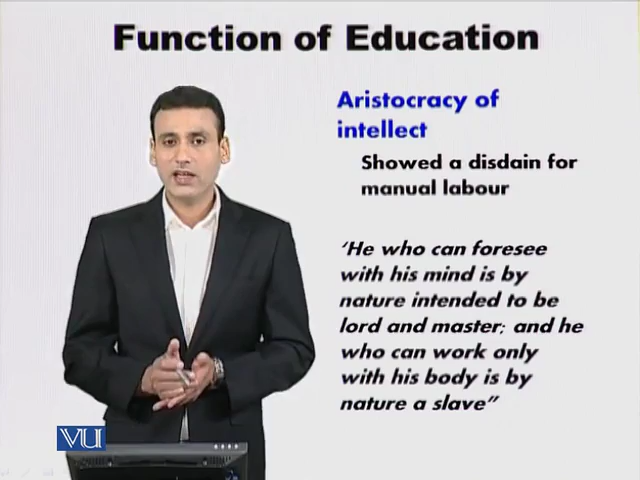 Function of Education
Aristocracy of
intellect
Showed a disdain for
manual labour
‘He who can foresee
with his mind is by
nature intended to be
lord and master; and he
who can work only
with his body is by
nature a slave”
VU